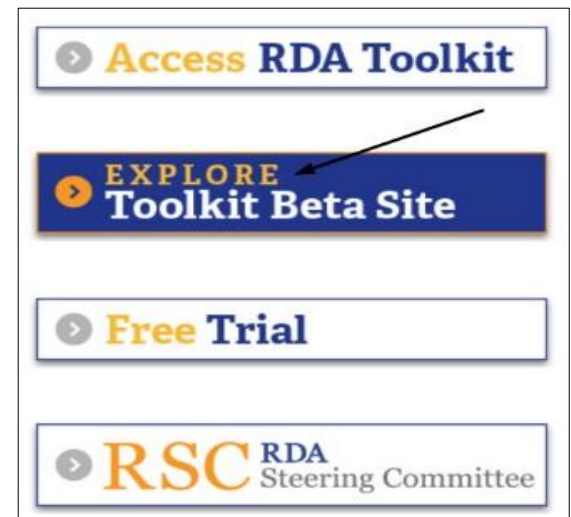 Access RDA Toolkit
EXPLORE
Toolkit Beta Site
Free Trial
RSC RDA
Steering Committee